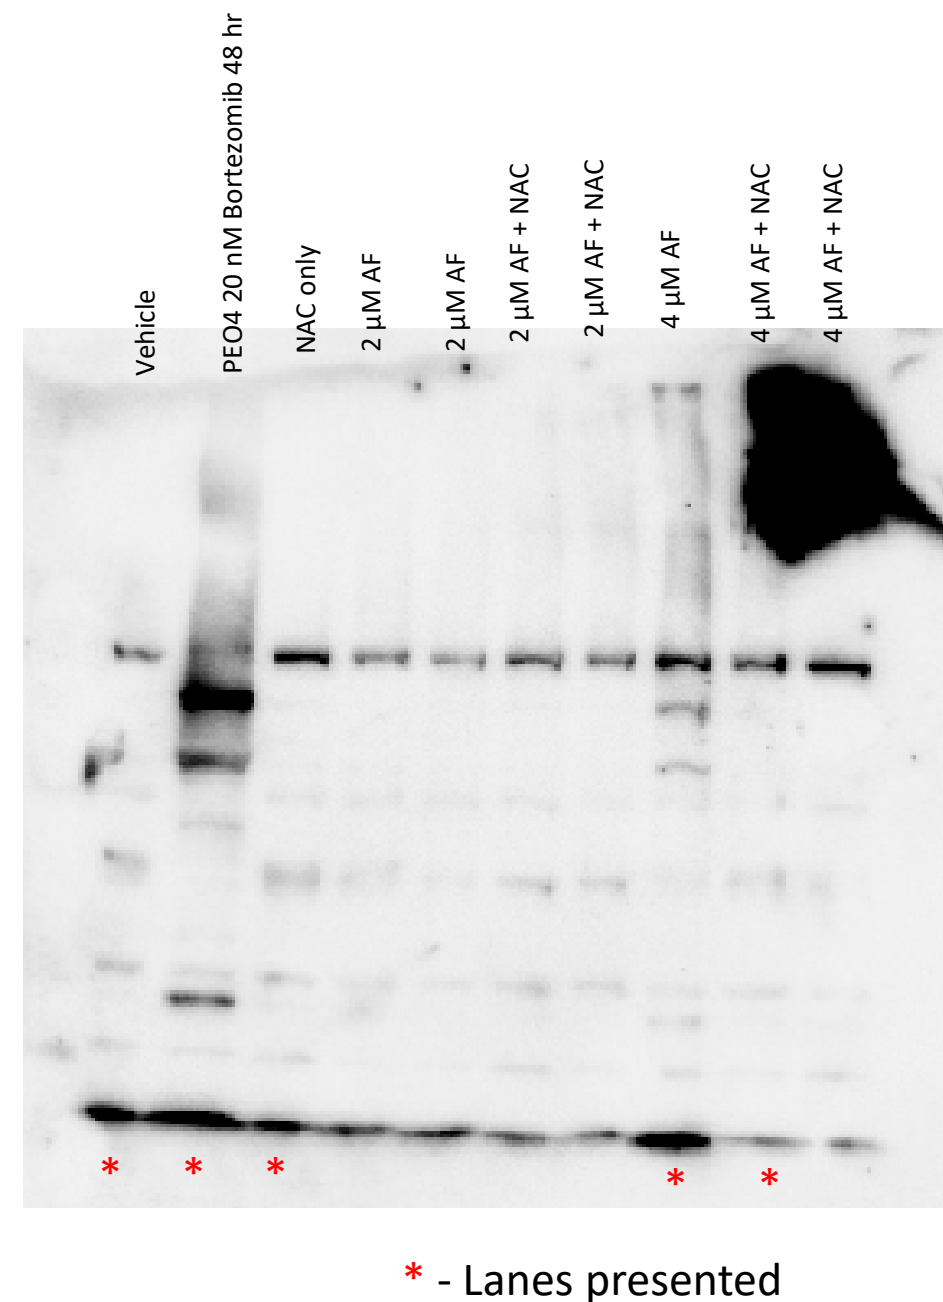 Vehicle
PEO4 20 nM Bortezomib 48 hr
NAC only
2 µM AF
2 µM AF
2 µM AF + NAC
2 µM AF + NAC
4 µM AF
4 µM AF + NAC
4 µM AF + NAC
* * * * *
* - Lanes presented